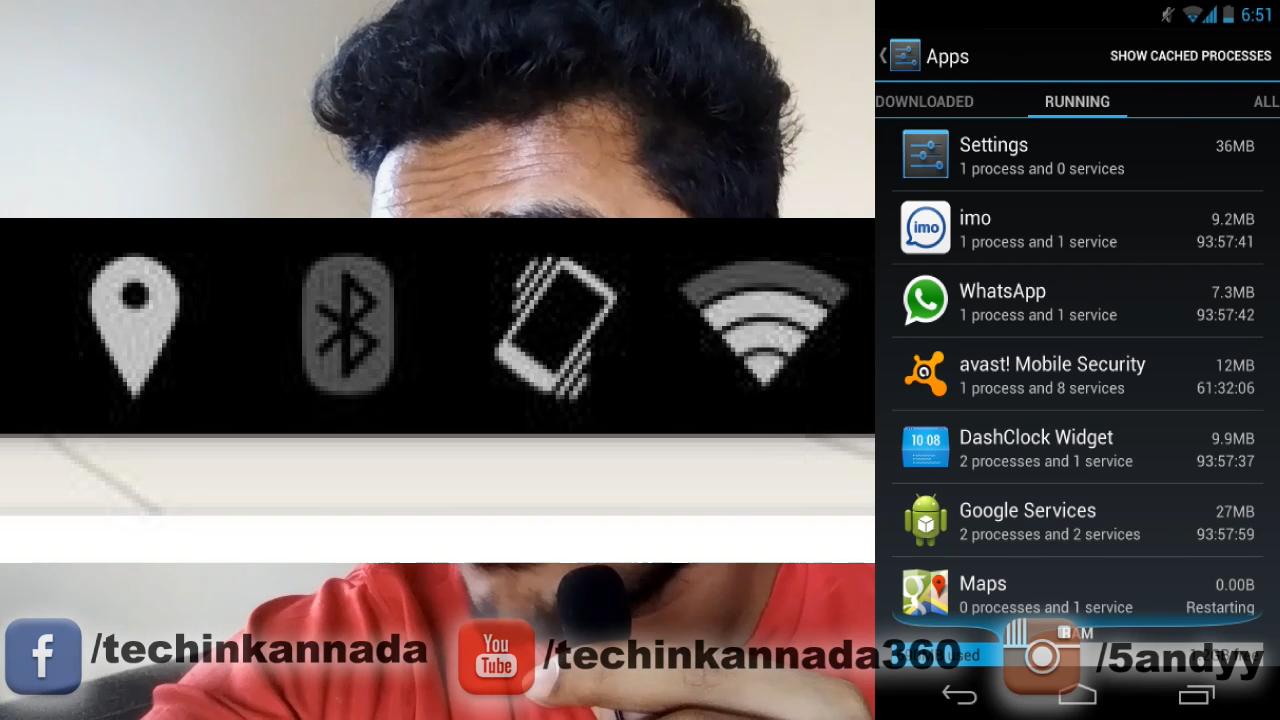 6:51
Apps
SHOW CACHED PROCESSES
DOWNLOADED RUNNING ALL
Settings 36MB
1 process and 0 services
imo
imo 9.2MB
1 process and 1 service 93:57:41
WhatsApp 7.3MB
1 process and 1 service 93:57:42
avast! Mobile Security 12MB
1 process and 8 services 61:32:06
10 08
DashClock Widget 9.9MB
2 processes and 1 service 93:57:37
Google Services 27MB
2 processes and 2 services 93:57:59
Maps 0.00B
0 processes and 1 service Restarting
RAM
used
f /techinkannada
You Tube /techinkannada360
/5andyy